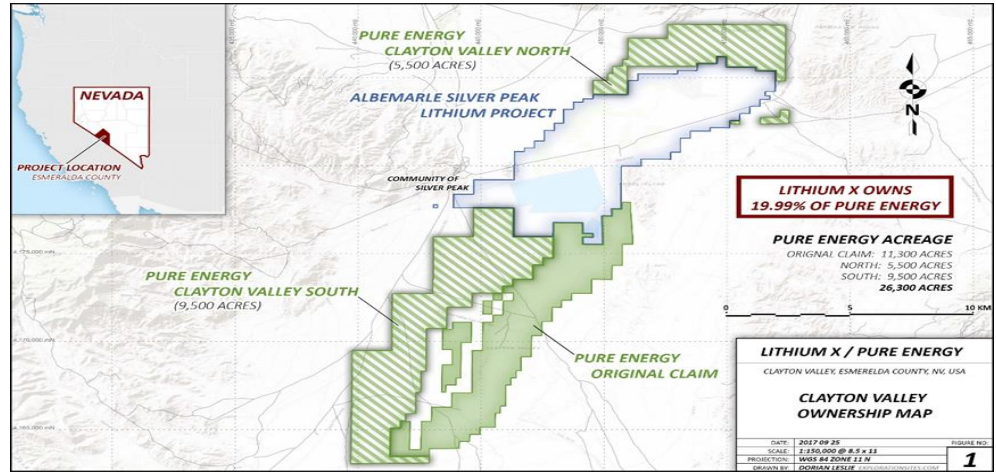 PURE ENERGY
CLAYTON VALLEY NORTH
(5,500 ACRES)
ALBEMARLE SILVER PEAK
LITHIUM PROJECT
NEVADA
PROJECT LOCATION
ESMERALDA COUNTY
COMMUNITY OF
SILVER PEAK
N
LITHIUM X OWNS
19.99% OF PURE ENERGY
PURE ENERGY ACREAGE
ORIGNAL CLAIM: 11,300 ACRES
NORTH: 5,500 ACRES
SOUTH: 9,500 ACRES
26,300 ACRES
0 5 10 KM
PURE ENERGY
CLAYTON VALLEY SOUTH
(9,500 ACRES)
PURE ENERGY
ORIGINAL CLAIM
LITHIUM X / PURE ENERGY
CLAYTON VALLEY, ESMERELDA COUNTY, NV, USA
CLAYTON VALLEY
OWNERSHIP MAP
DATE: 2017 09 25
SCALE: 1:150,000 @ 8.5 x 11
PROJECTION: WGS 84 ZONE 11 N
DRAWN BY: DORIAN LESLIE EXPLORATIONSITES.COM
FIGURE NO:
1